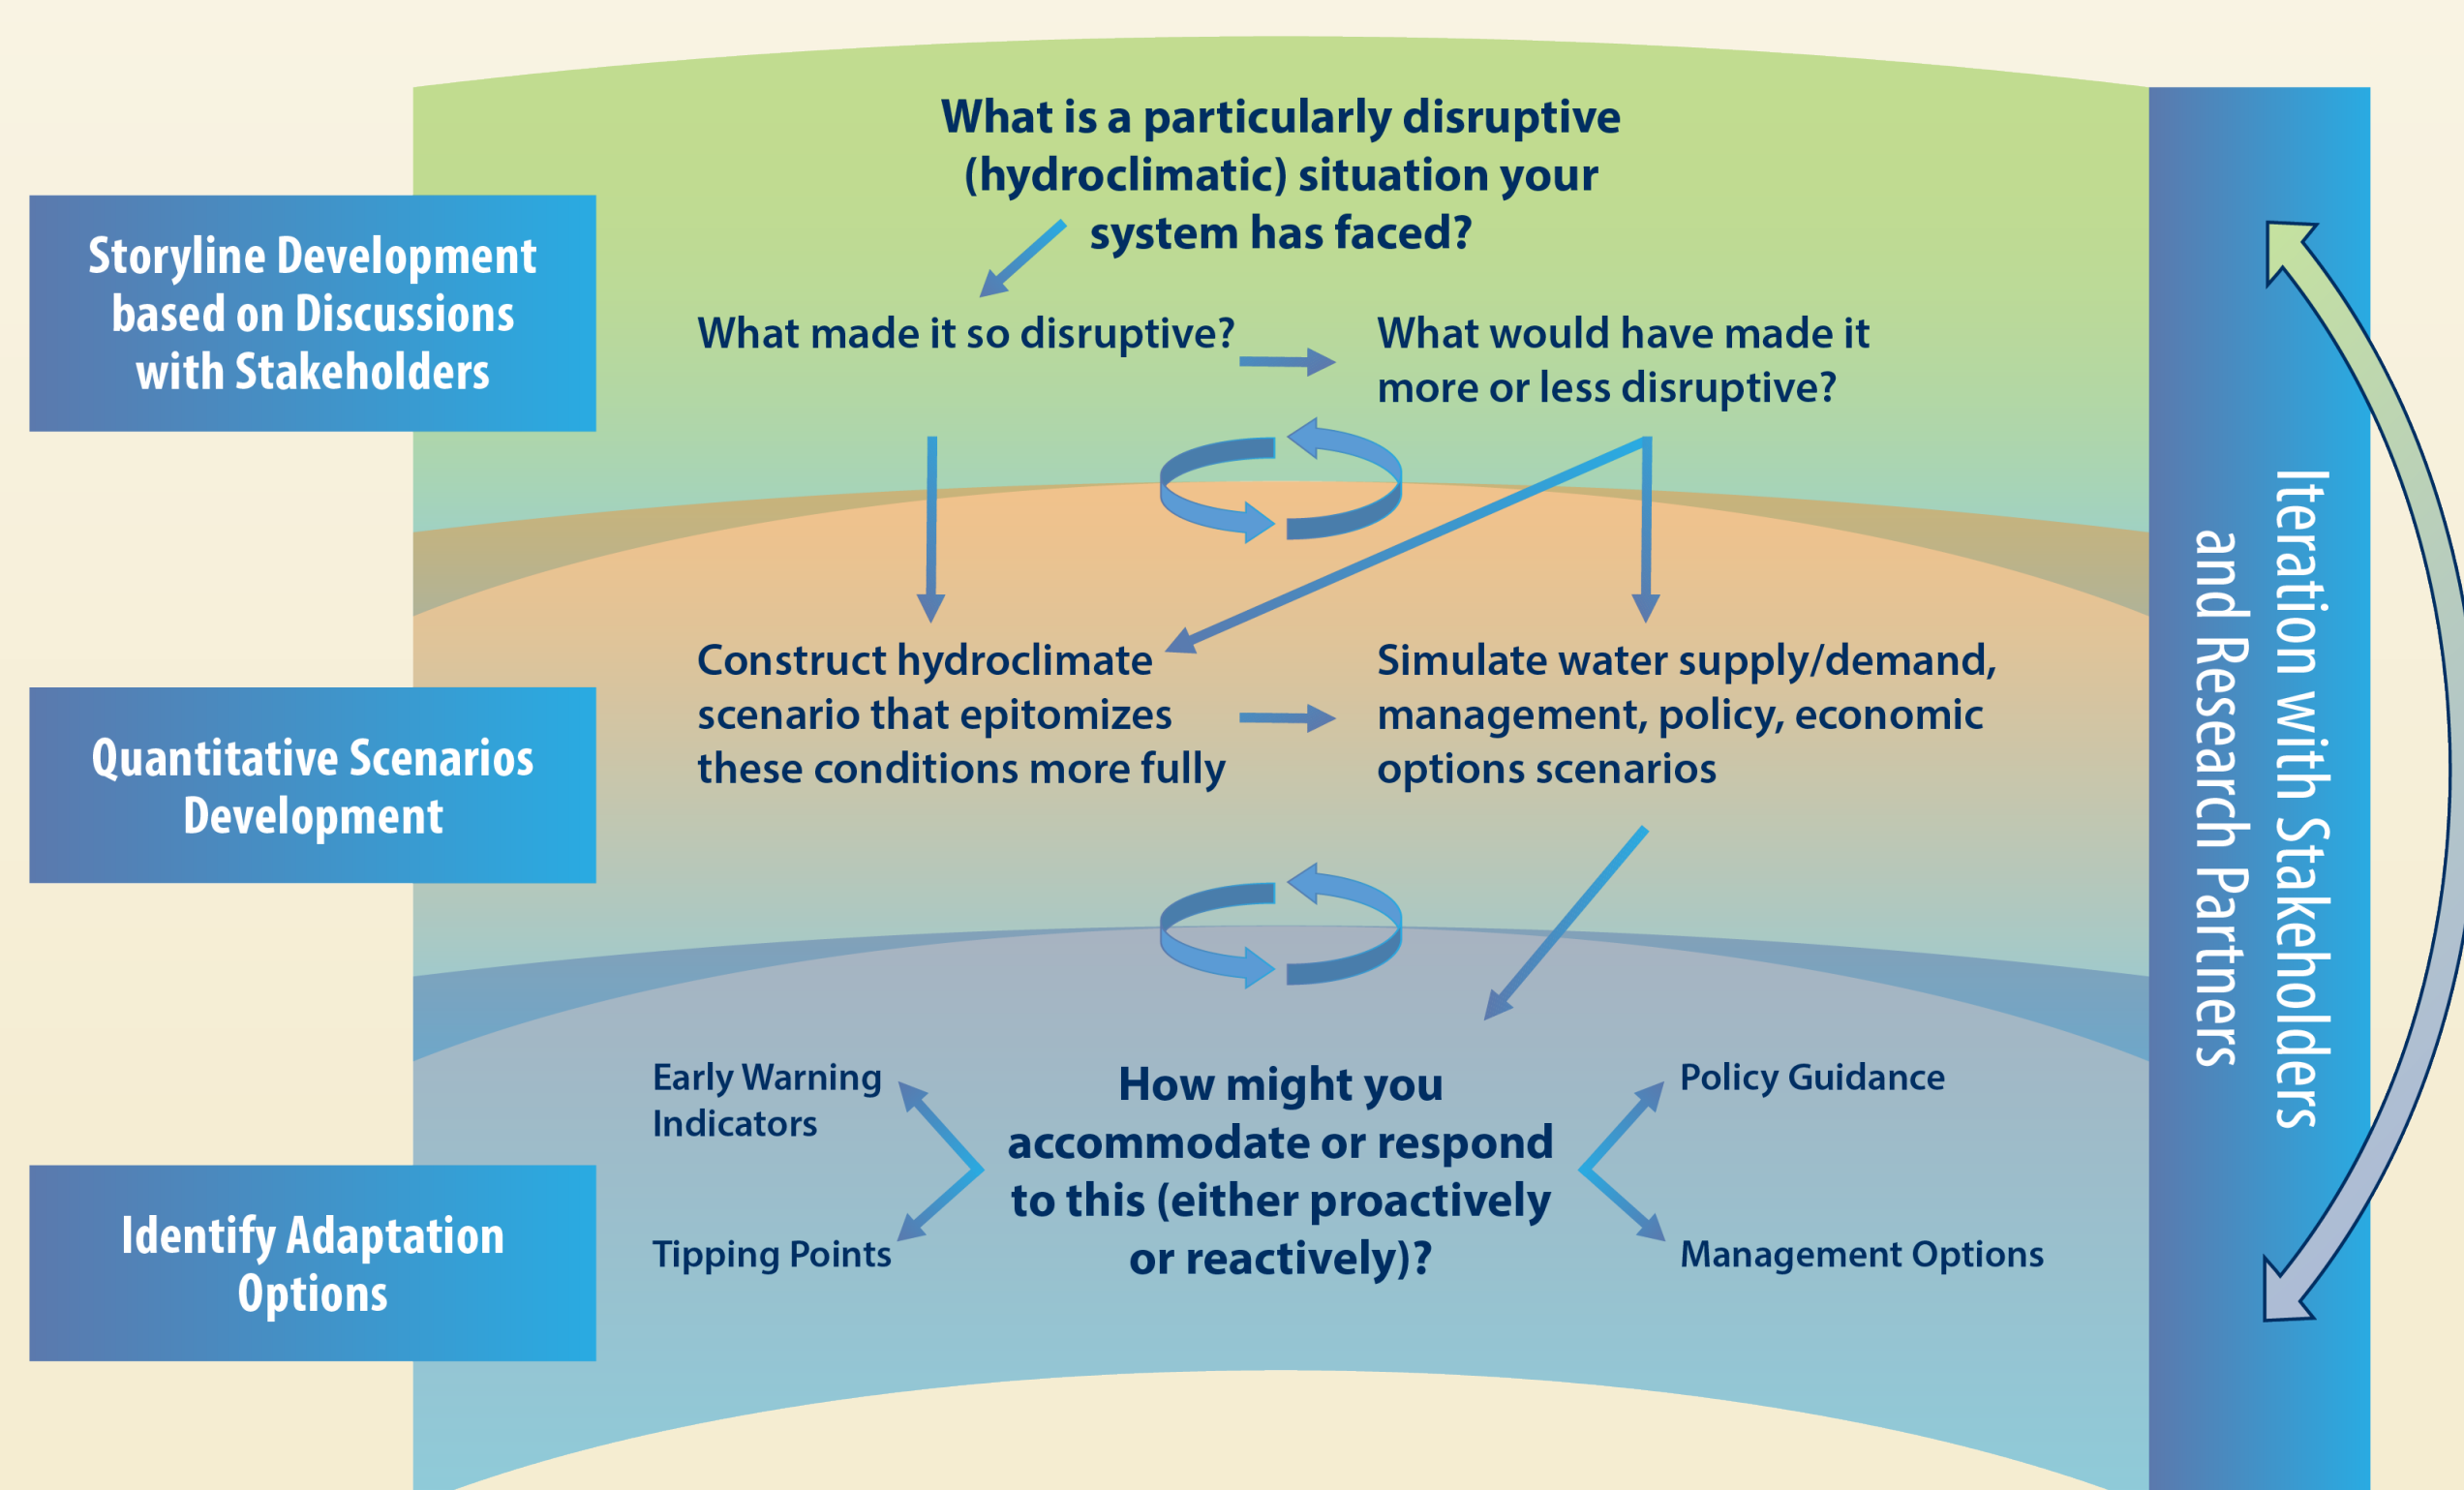 What is a particularly disruptive
(hydroclimatic) situation your
system has faced?
Storyline Development
based on Discussions
with Stakeholders
What made it so disruptive?
What would have made it
more or less disruptive?
Quantitative Scenarios
Development
Construct hydroclimate
scenario that epitomizes
these conditions more fully
Simulate water supply/demand,
management, policy, economic
options scenarios
Identify Adaptation
Options
Early Warning
Indicators
Tipping Points
How might you
accommodate or respond
to this (either proactively
or reactively)?
Policy Guidance
Management Options
Iteration with Stakeholders
and Research Partners